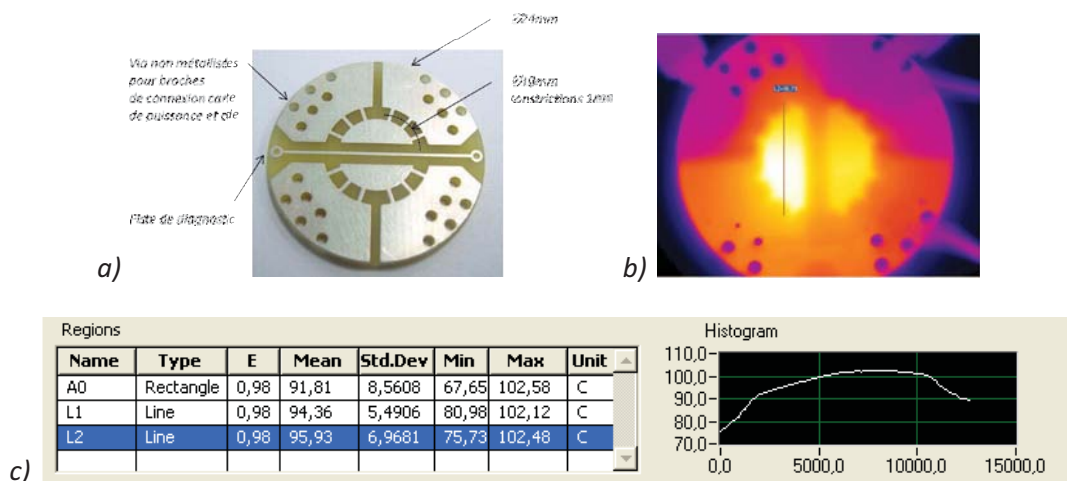 Via non métallisées
pour broches
de connexion carte
de puissance et
Piste de diagnostic
a)
b)
Regions
Name Type E Mean Std.Dev Min Max Unit
A0 Rectangle 0,98 91,81 8,5608 67,65 102,58 C
L1 Line 0,98 94,36 5,4906 80,98 102,12 C
L2 Line 0,98 95,93 6,9681 75,73 102,48 C
Histogram
110,0
100,0
90,0
80,0
70,0
0,0 5000,0 10000,0 15000,0
c)